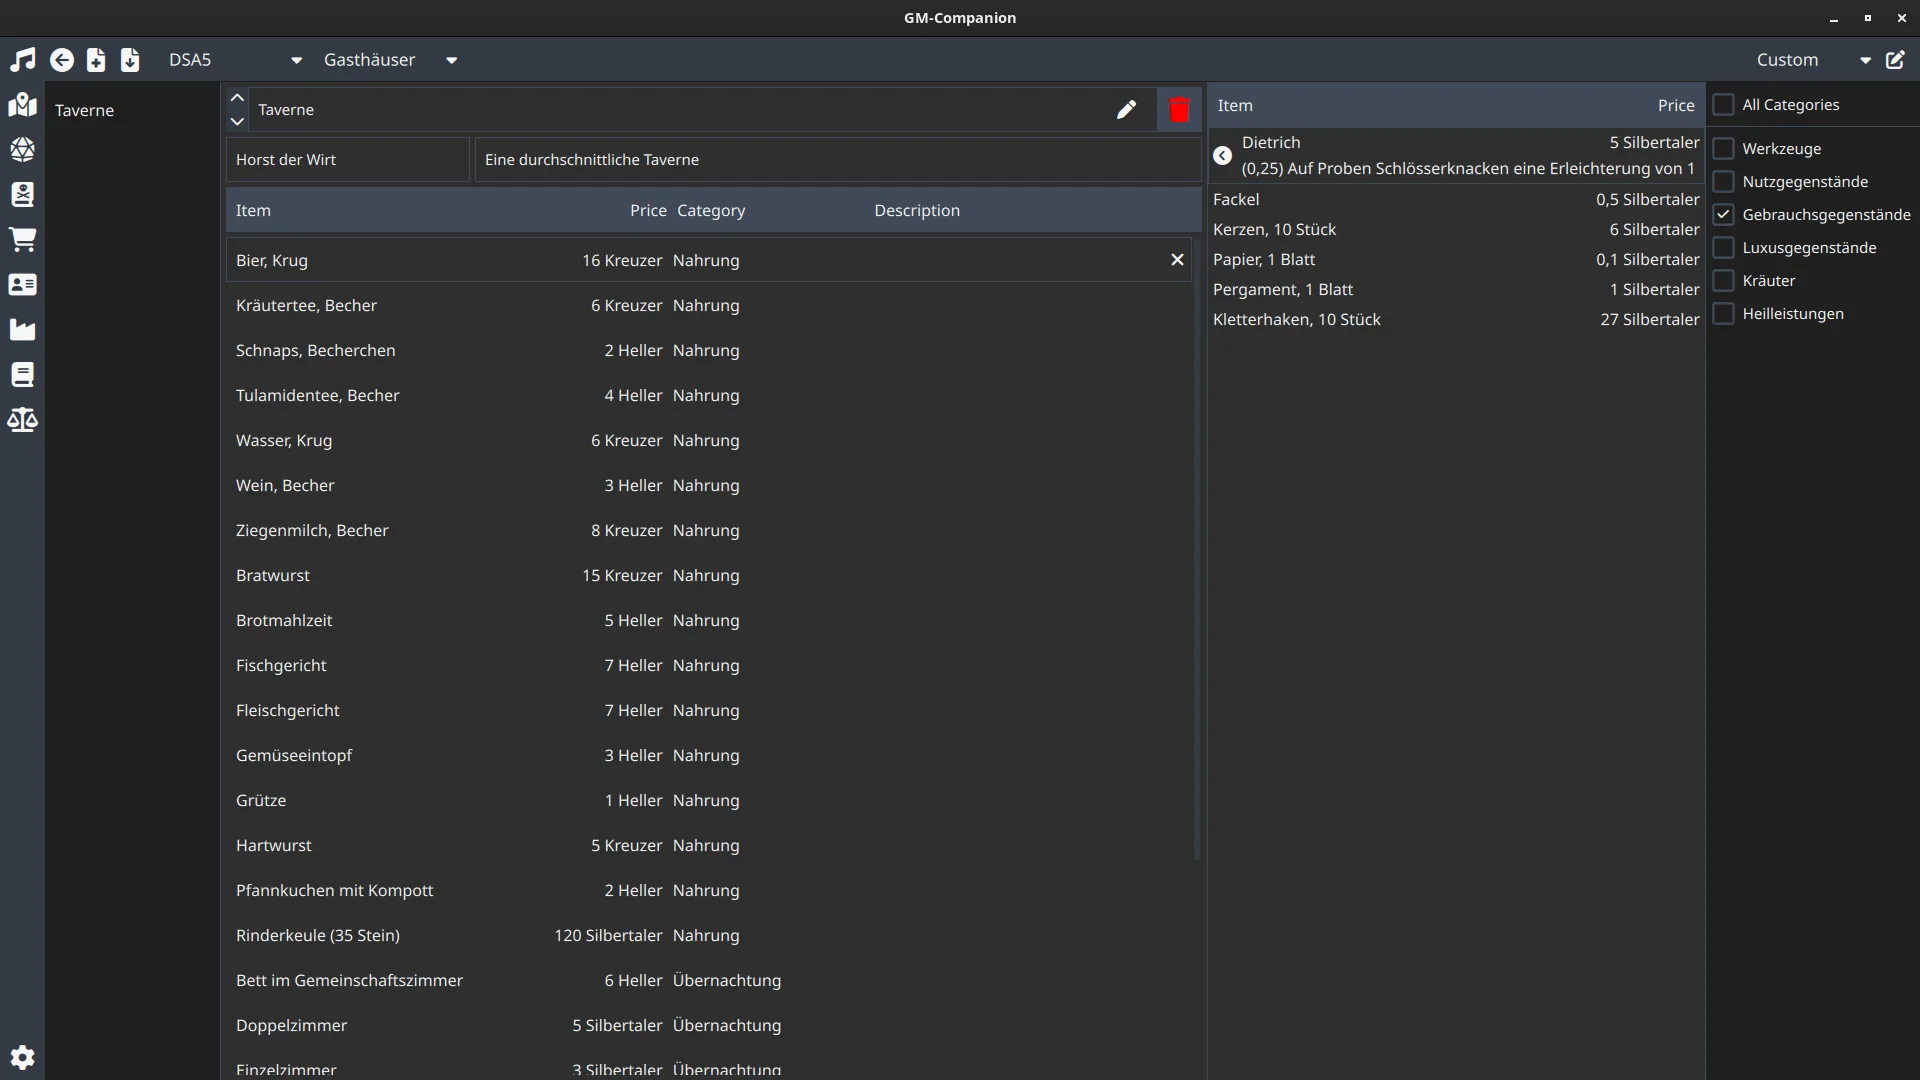 GM-Companion
DSA5 Gasthäuser Custom
Taverne
Taverne
Horst der Wirt Eine durchschnittliche Taverne
Item Price Category Description
Bier, Krug 16 Kreuzer Nahrung
Kräutertee, Becher 6 Kreuzer Nahrung
Schnaps, Becherchen 2 Heller Nahrung
Tulamidentee, Becher 4 Heller Nahrung
Wasser, Krug 6 Kreuzer Nahrung
Wein, Becher 3 Heller Nahrung
Ziegenmilch, Becher 8 Kreuzer Nahrung
Bratwurst 15 Kreuzer Nahrung
Brotmahlzeit 5 Heller Nahrung
Fischgericht 7 Heller Nahrung
Fleischgericht 7 Heller Nahrung
Gemüseeintopf 3 Heller Nahrung
Grütze 1 Heller Nahrung
Hartwurst 5 Kreuzer Nahrung
Pfannkuchen mit Kompott 2 Heller Nahrung
Rinderkeule (35 Stein) 120 Silbertaler Nahrung
Bett im Gemeinschaftszimmer 6 Heller Übernachtung
Doppelzimmer 5 Silbertaler Übernachtung
Einzelzimmer 3 Silbertaler Übernachtung
Item Price
Dietrich 5 Silbertaler
(0,25) Auf Proben Schlösserknacken eine Erleichterung von 1
Fackel 0,5 Silbertaler
Kerzen, 10 Stück 6 Silbertaler
Papier, 1 Blatt 0,1 Silbertaler
Pergament, 1 Blatt 1 Silbertaler
Kletterhaken, 10 Stück 27 Silbertaler
All Categories
Werkzeuge
Nutzgegenstände
Gebrauchsgegenstände
Luxusgegenstände
Kräuter
Heilleistungen